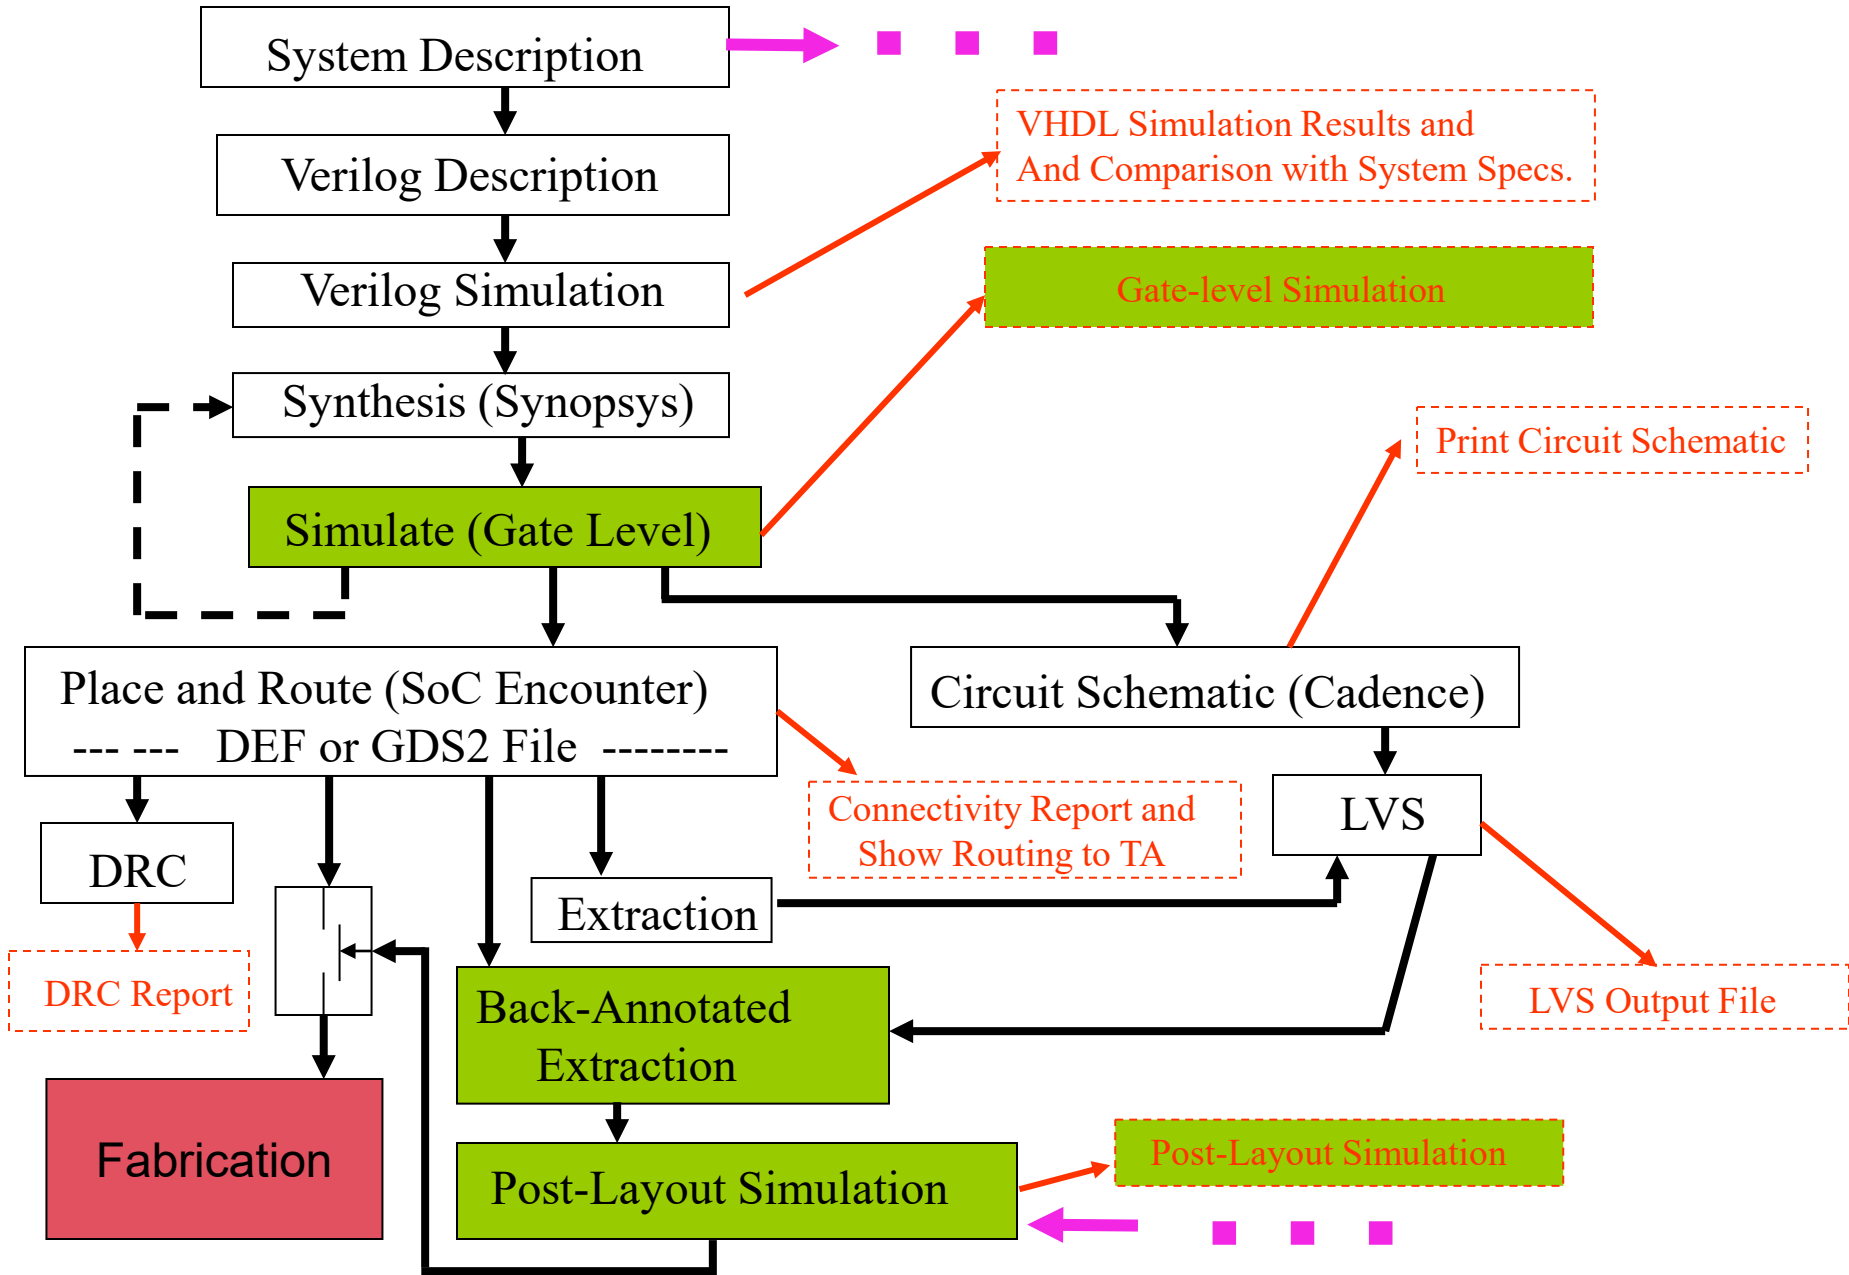 System Description
VHDL Simulation Results and
And Comparison with System Specs.
Verilog Description
Verilog Simulation
Gate-level Simulation
Synthesis (Synopsys)
Print Circuit Schematic
Simulate (Gate Level)
Place and Route (SoC Encounter)
--- --- DEF or GDS2 File --------
Circuit Schematic (Cadence)
Connectivity Report and
Show Routing to TA
LVS
DRC
Extraction
DRC Report
LVS Output File
Back-Annotated
Extraction
Fabrication
Post-Layout Simulation
Post-Layout Simulation